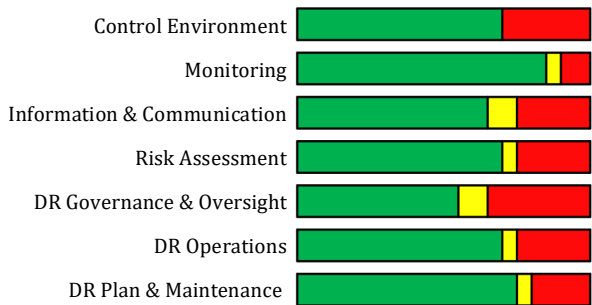 Control Environment
Monitoring
Information & Communication
Risk Assessment
DR Governance & Oversight
DR Operations
DR Plan & Maintenance